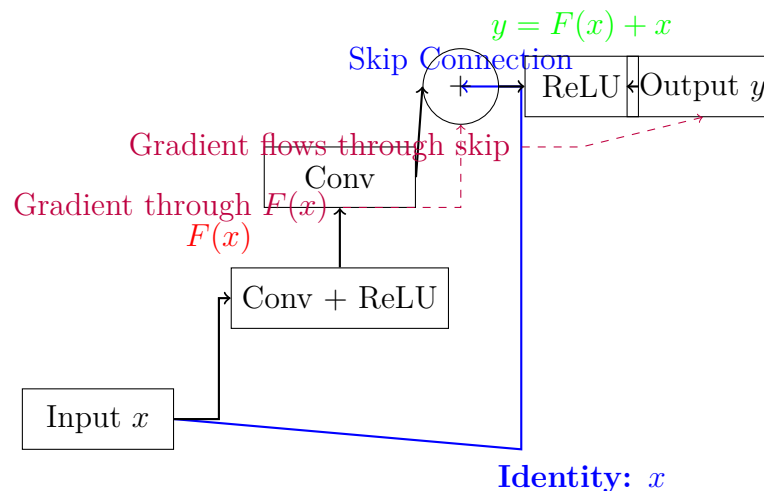 y = F(x) + x
Skip Connection
+
ReLU
Output y
Gradient flows through skip
Conv
Gradient through F(x)
F(x)
Conv + ReLU
Input x
Identity: x